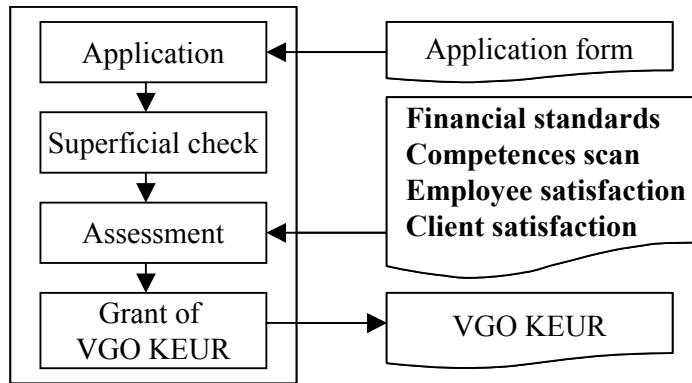 Application
Application form
Superficial check
Financial standards
Competences scan
Employee satisfaction
Client satisfaction
Assessment
Grant of
VGO KEUR
VGO KEUR